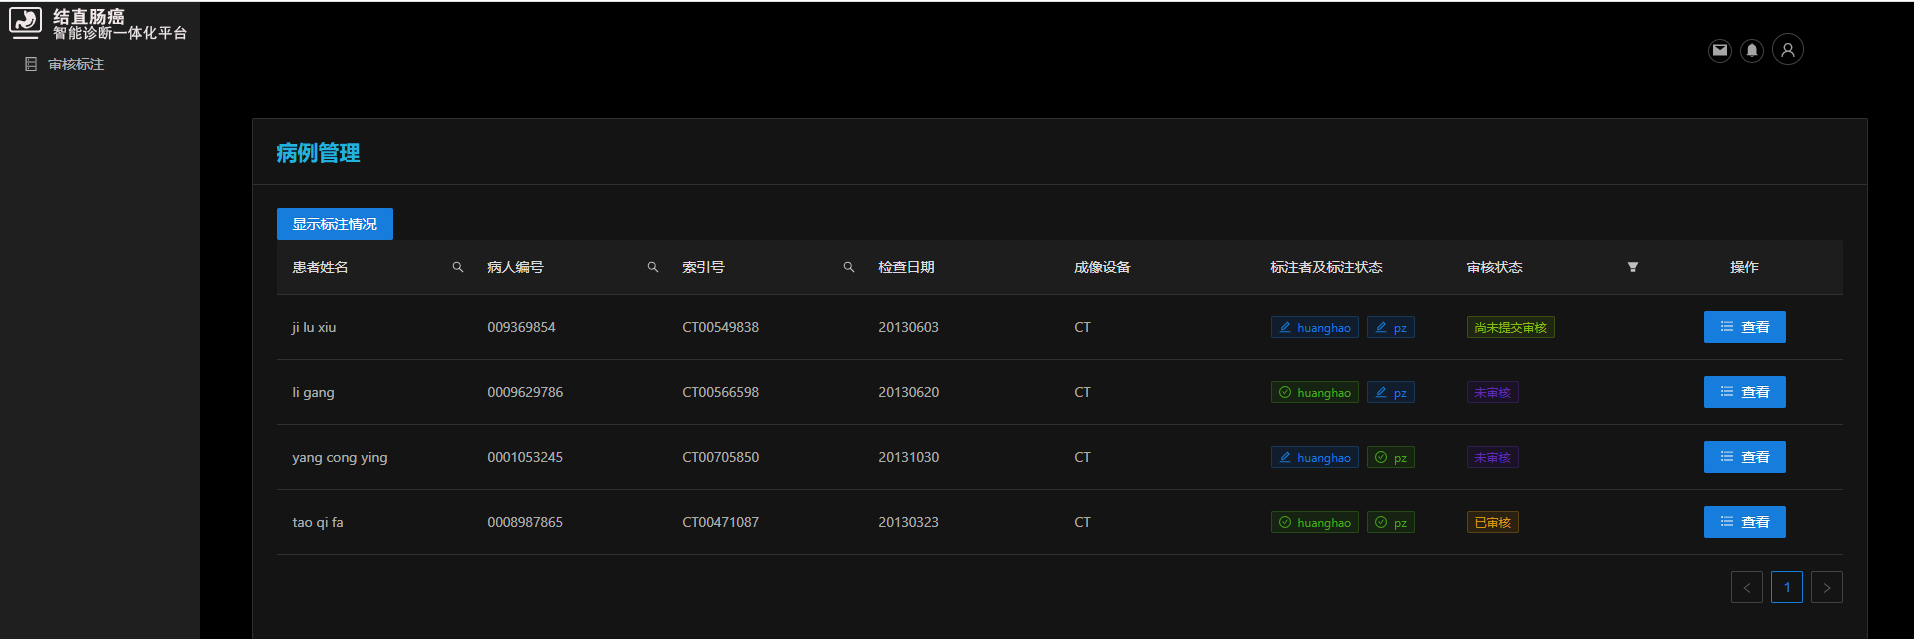 结直肠癌
智能诊断一体化平台
审核标注
病例管理
显示标注情况
患者姓名 病人编号 索引号 检查日期 成像设备 标注者及标注状态 审核状态 操作
ji lu xiu 009369854 CT00549838 20130603 CT huanghao pz 尚未提交审核 查看
li gang 0009629786 CT00566598 20130620 CT huanghao pz 未审核 查看
yang cong ying 0001053245 CT00705850 20131030 CT huanghao pz 未审核 查看
tao qi fa 0008987865 CT00471087 20130323 CT huanghao pz 已审核 查看
< 1 >